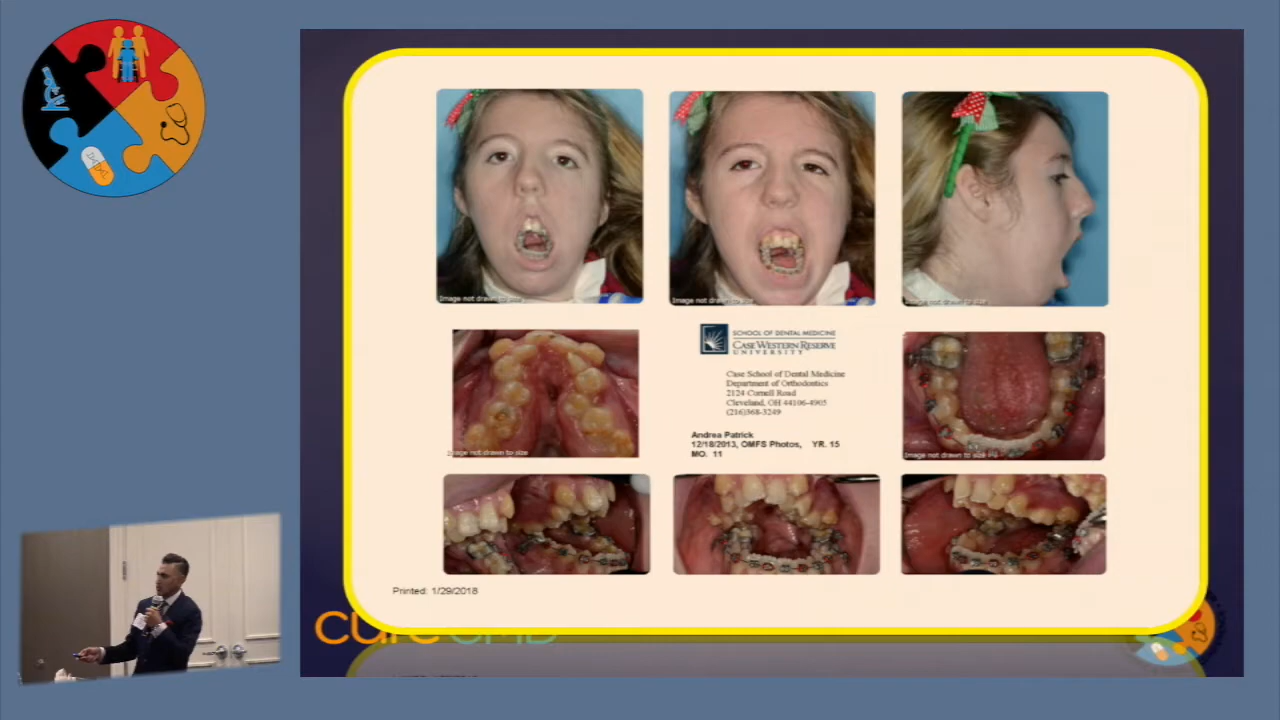 Image not drawn to size
Image not drawn to size
Image not drawn to size
SCHOOL OF DENTAL MEDICINE
CASE WESTERN RESERVE
UNIVERSITY
Case School of Dental Medicine
Department of Orthodontics
2124 Cornell Road
Cleveland, OH 44106-4905
(216)368-3249
Andrea Patrick
12/18/2013, OMFS Photos, YR. 15
MO. 11
Image not drawn to size
Image not drawn to size
Printed: 1/29/2018
cure CMD